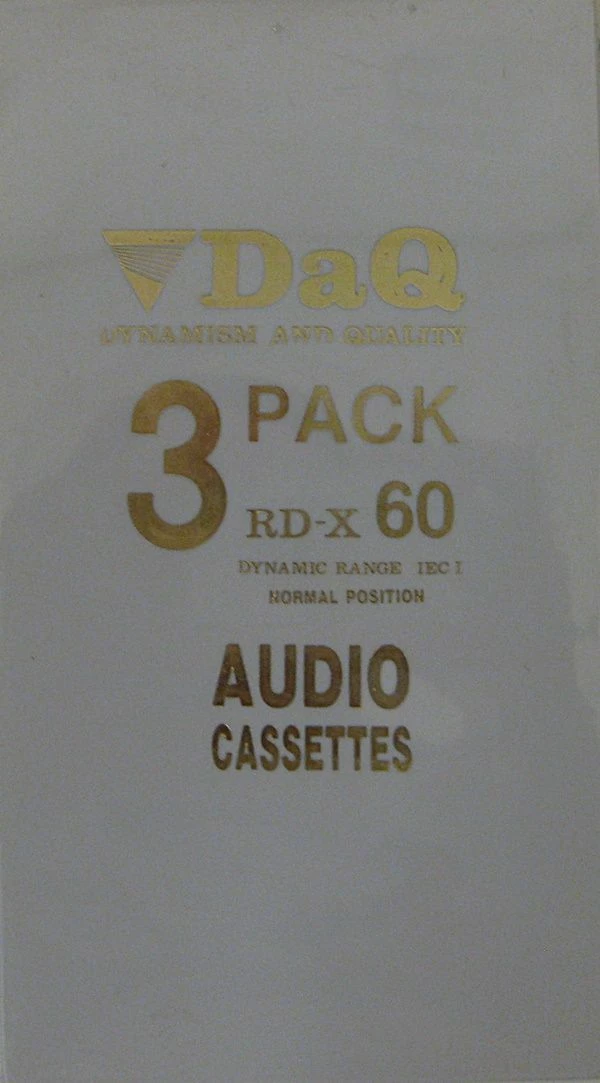 DaQ
DYNAMISM AND QUALITY
3 PACK
RD-X 60
DYNAMIC RANGE IEC I
NORMAL POSITION
AUDIO
CASSETTES